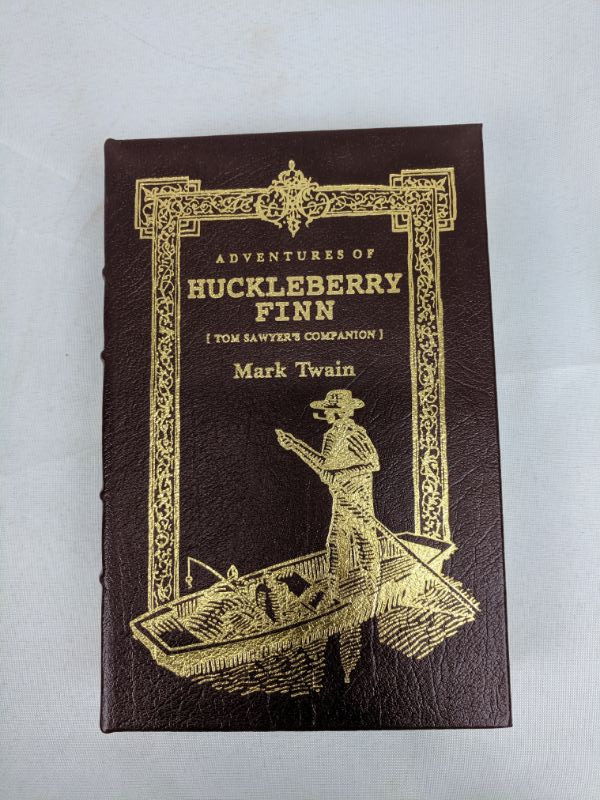 ADVENTURES OF
HUCKLEBERRY
FINN
[ TOM SAWYER'S COMPANION ]
Mark Twain